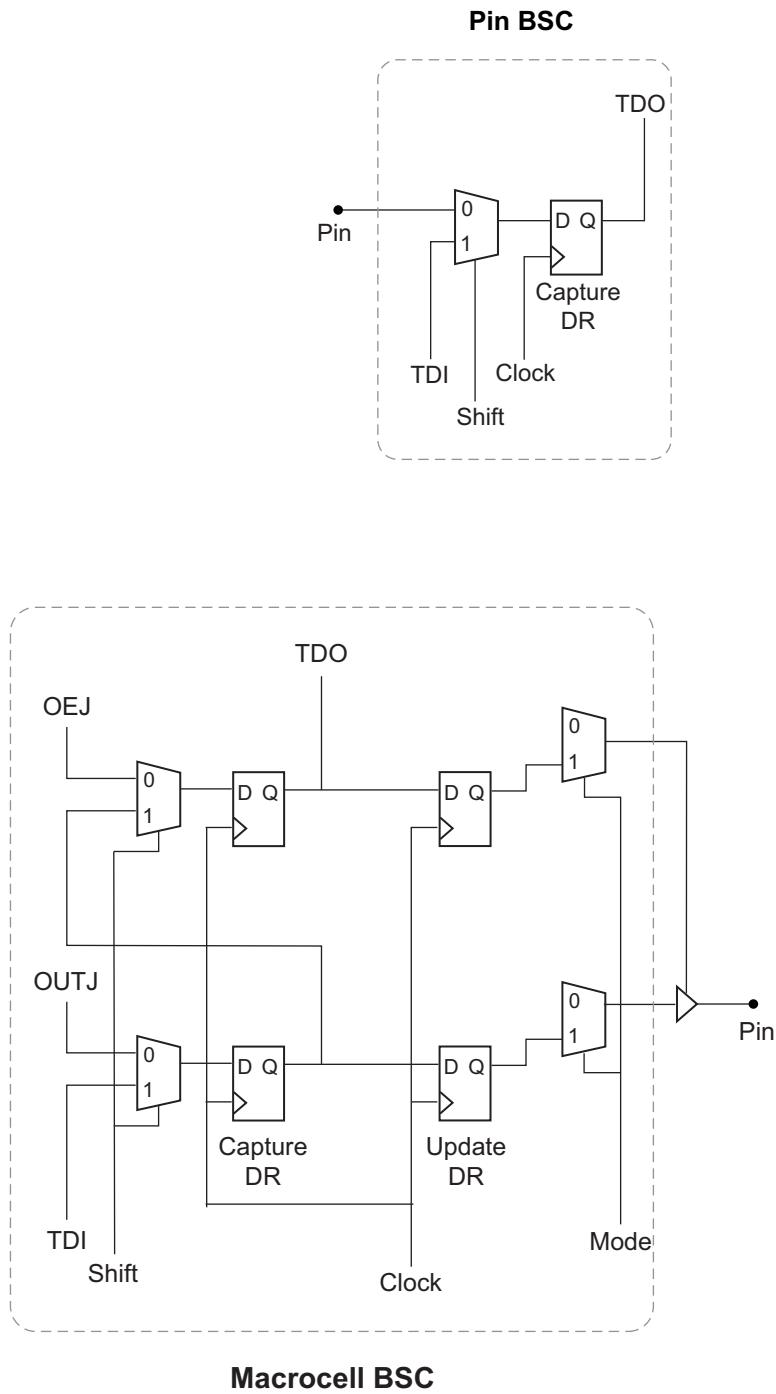 Pin BSC
TDO
0
Pin
1
D Q
Capture
DR
TDI
Clock
Shift
TDO
OEJ
0
1
D Q
D Q
0
1
OUTJ
0
1
D Q
D Q
0
1
Pin
Capture
DR
Update
DR
TDI
Shift
Clock
Mode
Macrocell BSC